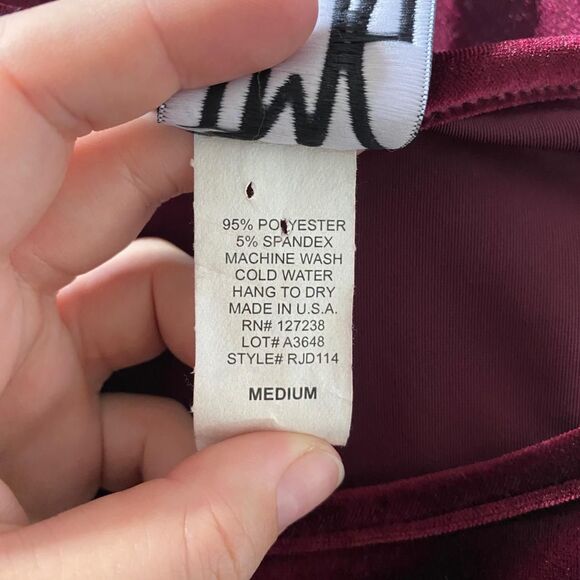 95% POLYESTER
5% SPANDEX
MACHINE WASH
COLD WATER
HANG TO DRY
MADE IN U.S.A.
RN# 127238
LOT# A3648
STYLE# RJD114
MEDIUM